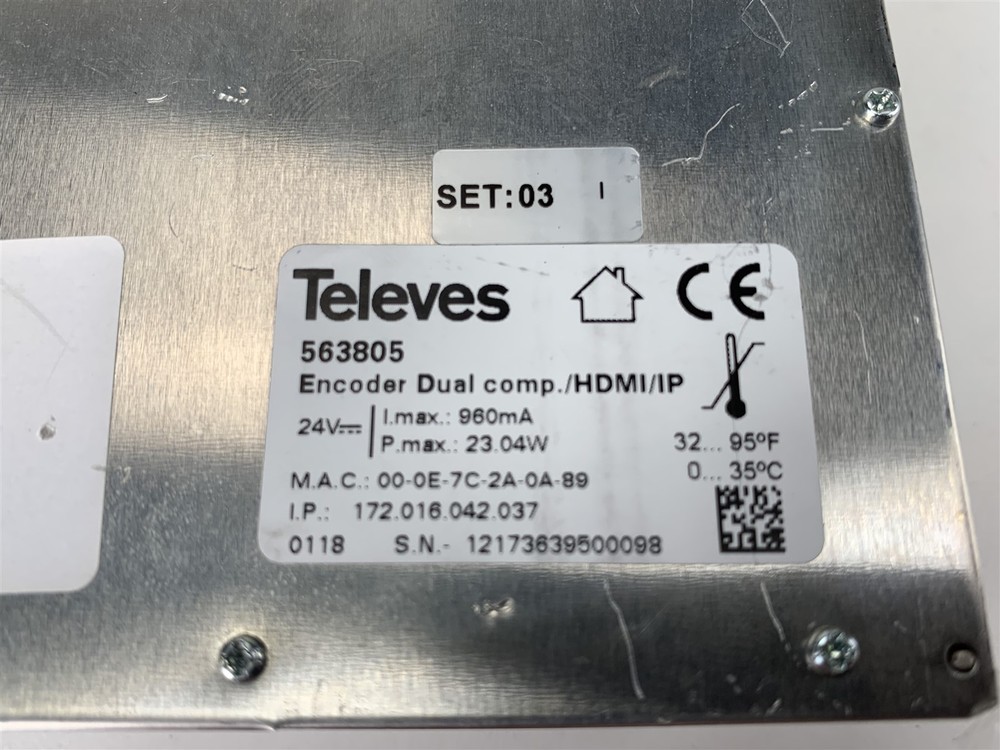 SET:03 I
Televes CE
563805
Encoder Dual comp./HDMI/IP
24V I.max.: 960mA
P.max.: 23.04W
32... 95ºF
0... 35ºC
M.A.C.: 00-0E-7C-2A-0A-89
I.P.: 172.016.042.037
0118 S.N.- 12173639500098